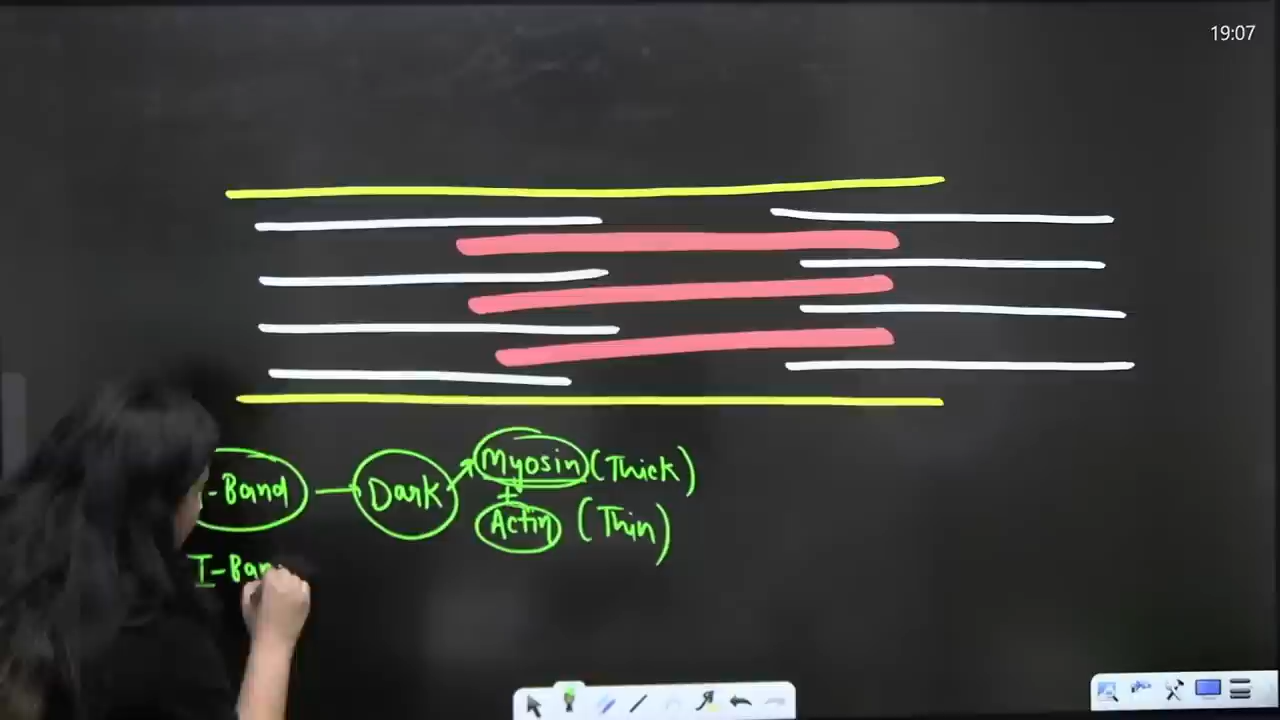 19:07
-Band → Dark → Myosin (Thick)
+
Actin (Thin)
I-Ban